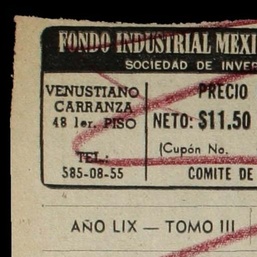 FONDO INDUSTRIAL MEXI
SOCIEDAD DE INVER
VENUSTIANO
CARRANZA
48 1er. PISO
TEL.:
585-08-55
PRECIO
NETO: $11.50
(Cupón No.
COMITE DE
AÑO LIX — TOMO III